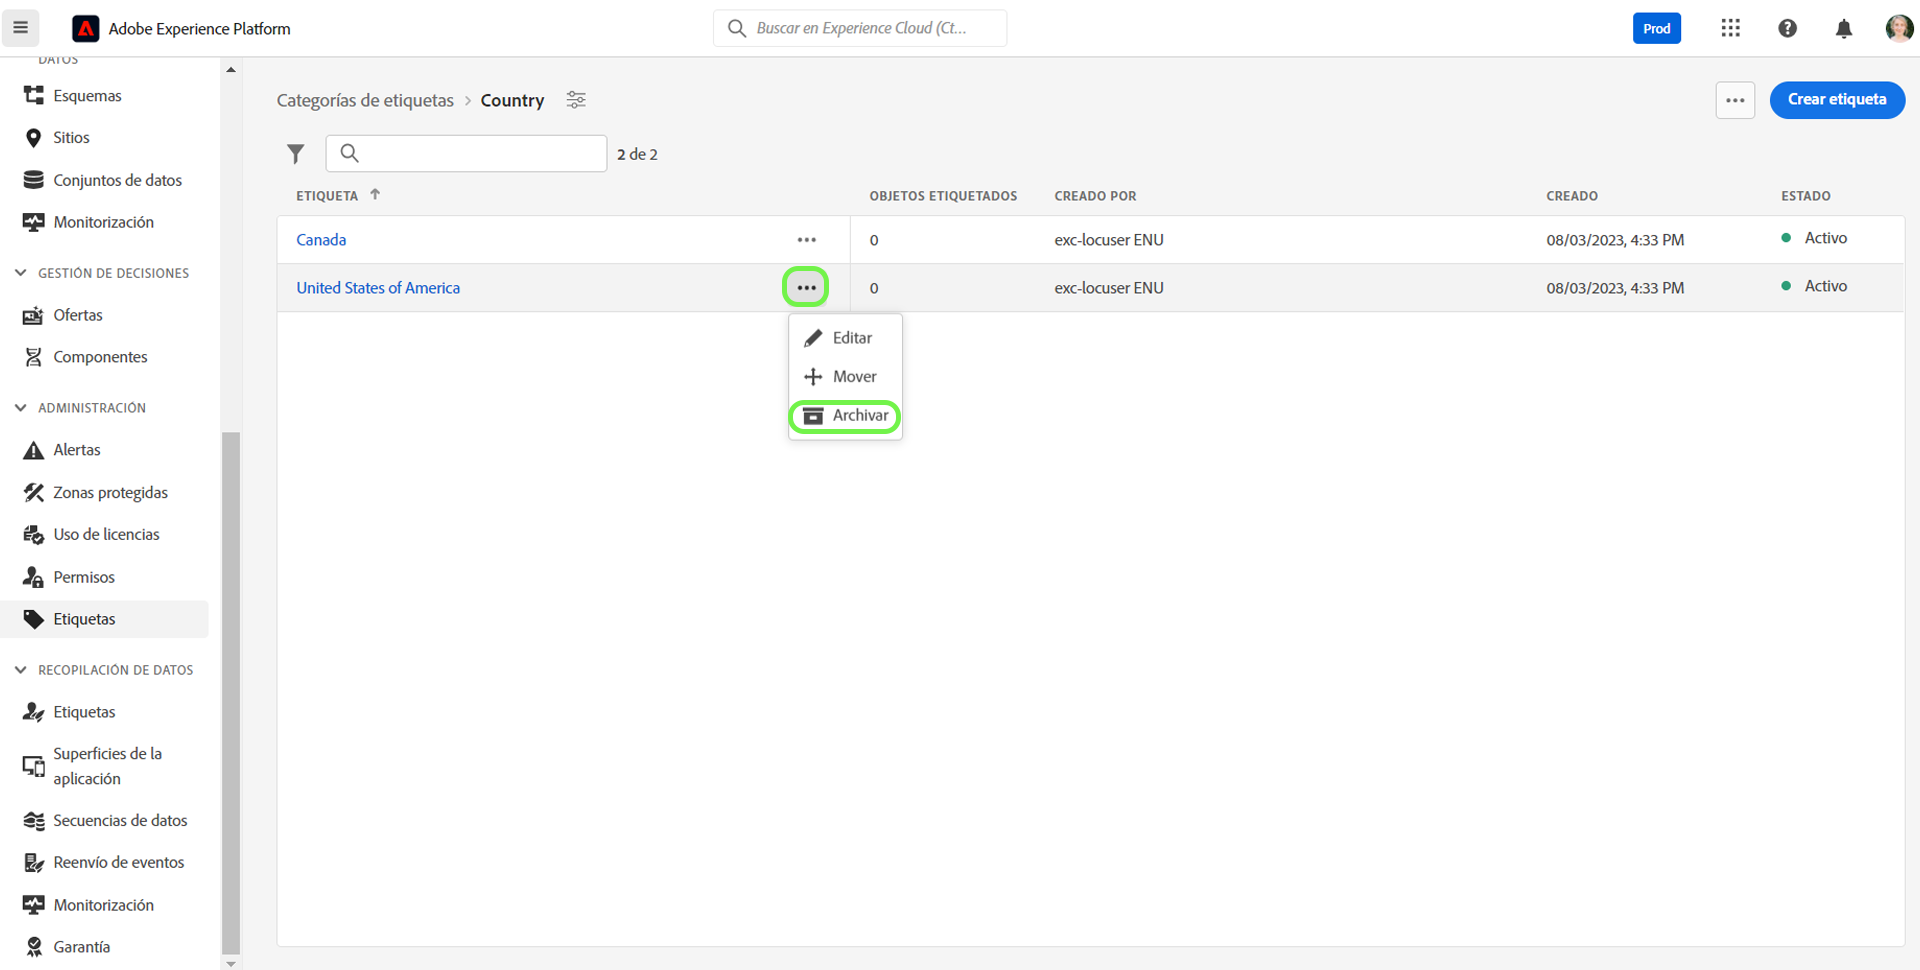 Adobe Experience Platform
Buscar en Experience Cloud (Ct...
Prod
DATOS
Esquemas
Sitios
Conjuntos de datos
Monitorización
GESTIÓN DE DECISIONES
Ofertas
Componentes
ADMINISTRACIÓN
Alertas
Zonas protegidas
Uso de licencias
Permisos
Etiquetas
RECOPILACIÓN DE DATOS
Etiquetas
Superficies de la
aplicación
Secuencias de datos
Reenvío de eventos
Monitorización
Garantía
Categorías de etiquetas > Country
Crear etiqueta
2 de 2
ETIQUETA OBJETOS ETIQUETADOS CREADO POR CREADO ESTADO
Canada 0 exc-locuser ENU 08/03/2023, 4:33 PM Activo
United States of America 0 exc-locuser ENU 08/03/2023, 4:33 PM Activo
Editar
Mover
Archivar